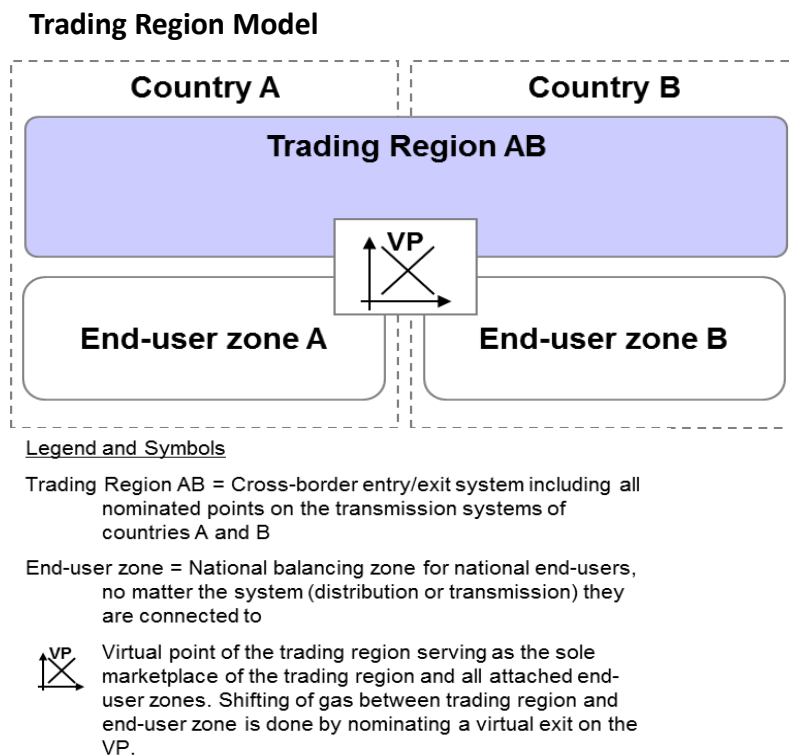 Trading Region Model
Country A
Country B
Trading Region AB
VP
End-user zone A
End-user zone B
Legend and Symbols
Trading Region AB = Cross-border entry/exit system including all
nominated points on the transmission systems of
countries A and B
End-user zone = National balancing zone for national end-users,
no matter the system (distribution or transmission) they
are connected to
VP
Virtual point of the trading region serving as the sole
marketplace of the trading region and all attached end-
user zones. Shifting of gas between trading region and
end-user zone is done by nominating a virtual exit on the
VP.